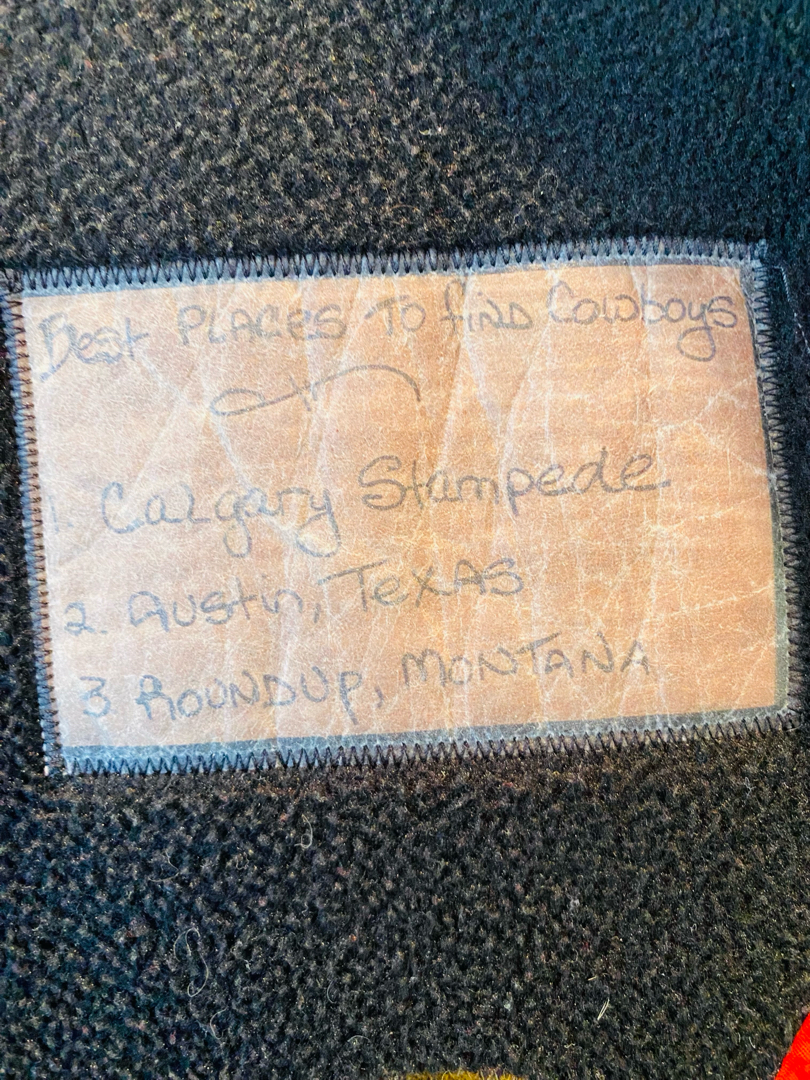 Best PLACES TO fiND Cowboys
1. Calgary Stampede
2. Austin, TEXAS
3 ROUNDUP, MONTANA